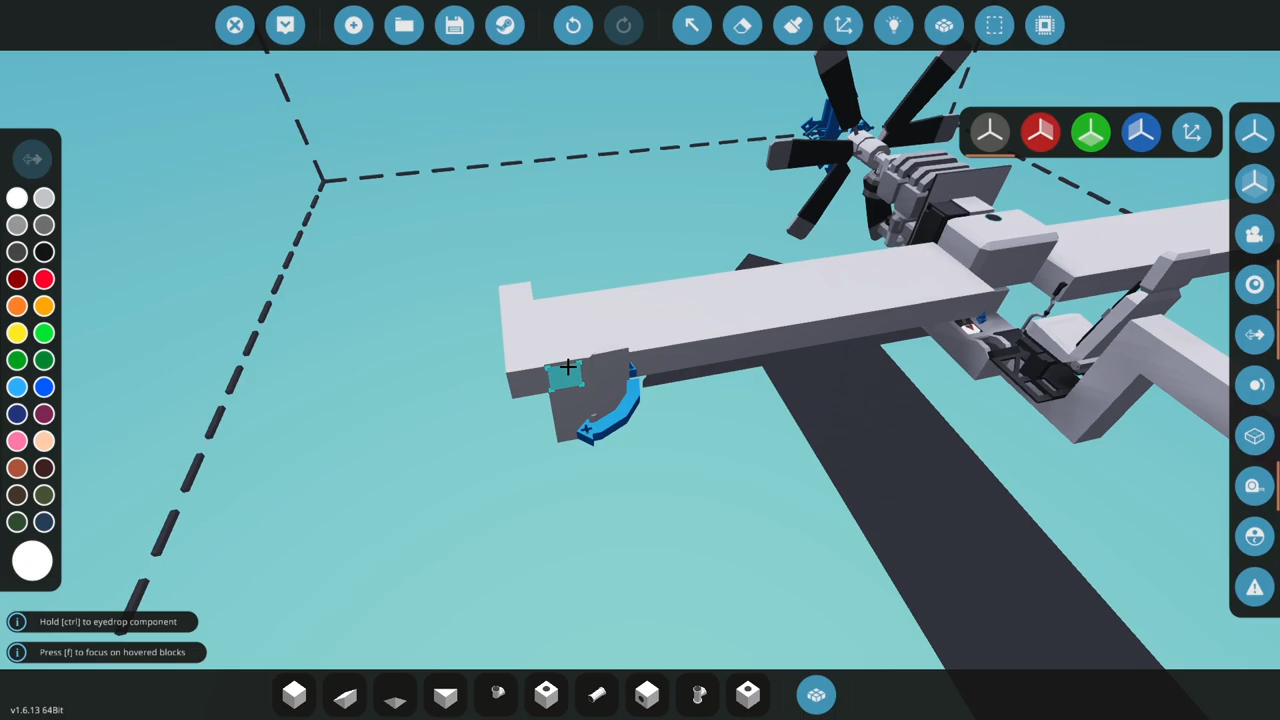 Hold [ctrl] to eyedrop component
Press [f] to focus on hovered blocks
v1.6.13 64Bit